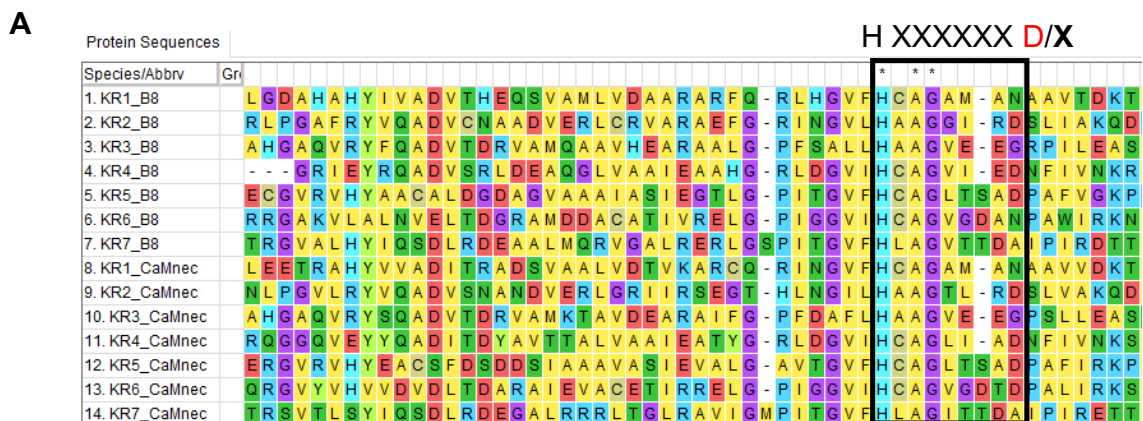 A
H XXXXXX D/X
Protein Sequences
Species/Abbrv Gr
* * *
1. KR1_B8 L G D A H A H Y I V A D V T H E Q S V A M L V D A A R A R F Q - R L H G V F H C A G A M - A N A A V T D K T
2. KR2_B8 R L P G A F R Y V Q A D V C N A A D V E R L C R V A R A E F G - R I N G V L H A A G G I - R D S L I A K Q D
3. KR3_B8 A H G A Q V R Y F Q A D V T D R V A M Q A A V H E A R A A L G - P F S A L L H A A G V E - E G R P I L E A S
4. KR4_B8 - - - G R I E Y R Q A D V S R L D E A Q G L V A A I E A A H G - R L D G V I H C A G V I - E D N F I V N K R
5. KR5_B8 E C G V R V H Y A A C A L D G D A G V A A A I A S I E G T L G - P I T G V F H C A G L T S A D P A F V G K P
6. KR6_B8 R R G A K V L A L N V E L T D G R A M D D A C A T I V R E L G - P I G G V I H C A G V G D A N P A W I R K N
7. KR7_B8 T R G V A L H Y I Q S D L R D E A A L M Q R V G A L R E R L G S P I T G V F H L A G V T T D A I P I R D T T
8. KR1_CaMnec L E E T R A H Y V V A D I T R A D S V A A L V D T V K A R C Q - R I N G V F H C A G A M - A N A A V V D K T
9. KR2_CaMnec N L P G V L R Y V Q A D V S N A N D V E R L G R I I R S E G T - H L N G I L H A A G T L - R D S L V A K Q D
10. KR3_CaMnec A H G A Q V R Y S Q A D V T D R V A M K T A V D E A R A I F G - P F D A F L H A A G V E - E G P S L L E A S
11. KR4_CaMnec R Q G G Q V E Y Y Q A D I T D Y A V T T A L V A A I E A T Y G - R L D G V I H C A G L I - A D N F I V N K S
12. KR5_CaMnec E R G V R V H Y E A C S F D S D D S I A A A V A S I E V A L G - A V T G V F H C A G L T S A D P A F I R K P
13. KR6_CaMnec Q R G V Y V H V V D V D L T D A R A I E V A C E T I R R E L G - P I G G V I H C A G V G D T D P A L I R K S
14. KR7_CaMnec T R S V T L S Y I Q S D L R D E G A L R R R L T G L R A V I G M P I T G V F H L A G I T T D A I P I R E T T